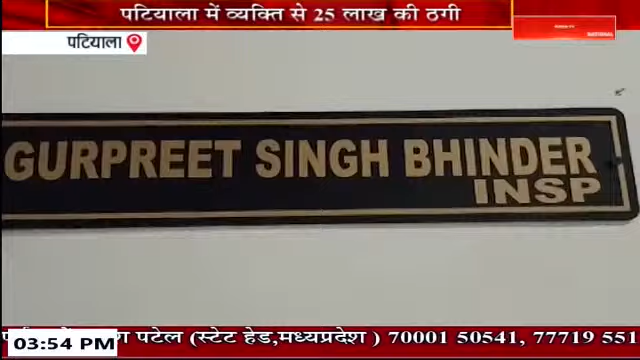 पटियाला में व्यक्ति से 25 लाख की ठगी
NATIONAL
पटियाला
GURPREET SINGH BHINDER
INSP
पटेल (स्टेट हेड,मध्यप्रदेश ) 70001 50541, 77719 551
03:54 PM